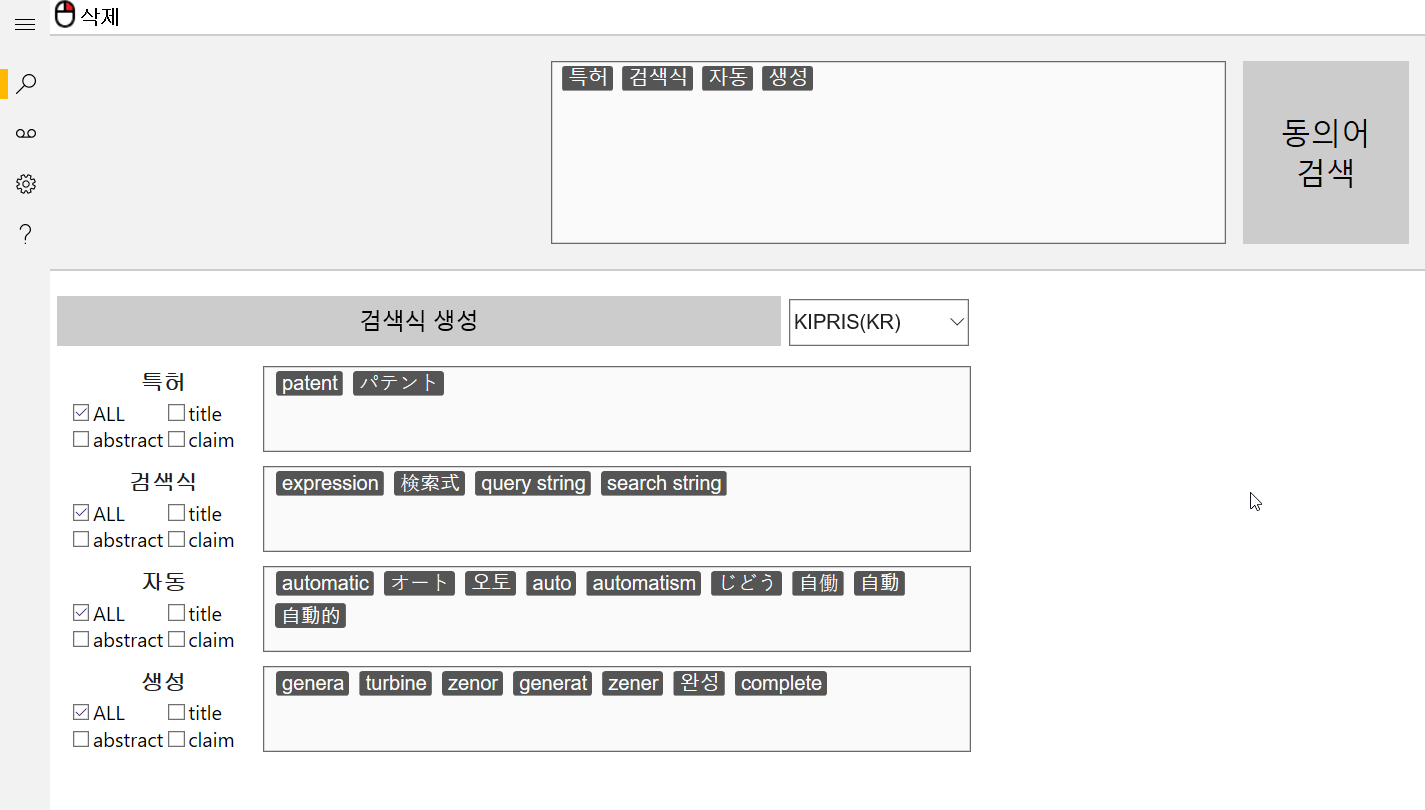 삭제
특허 검색식 자동 생성
동의어
검색
검색식 생성
KIPRIS(KR)
특허
patent パテント
ALL title
abstract claim
검색식
expression 検索式 query string search string
ALL title
abstract claim
자동
automatic オート 오토 auto automatism じどう 自働 自動
自動的
ALL title
abstract claim
생성
genera turbine zenor generat zener 완성 complete
ALL title
abstract claim